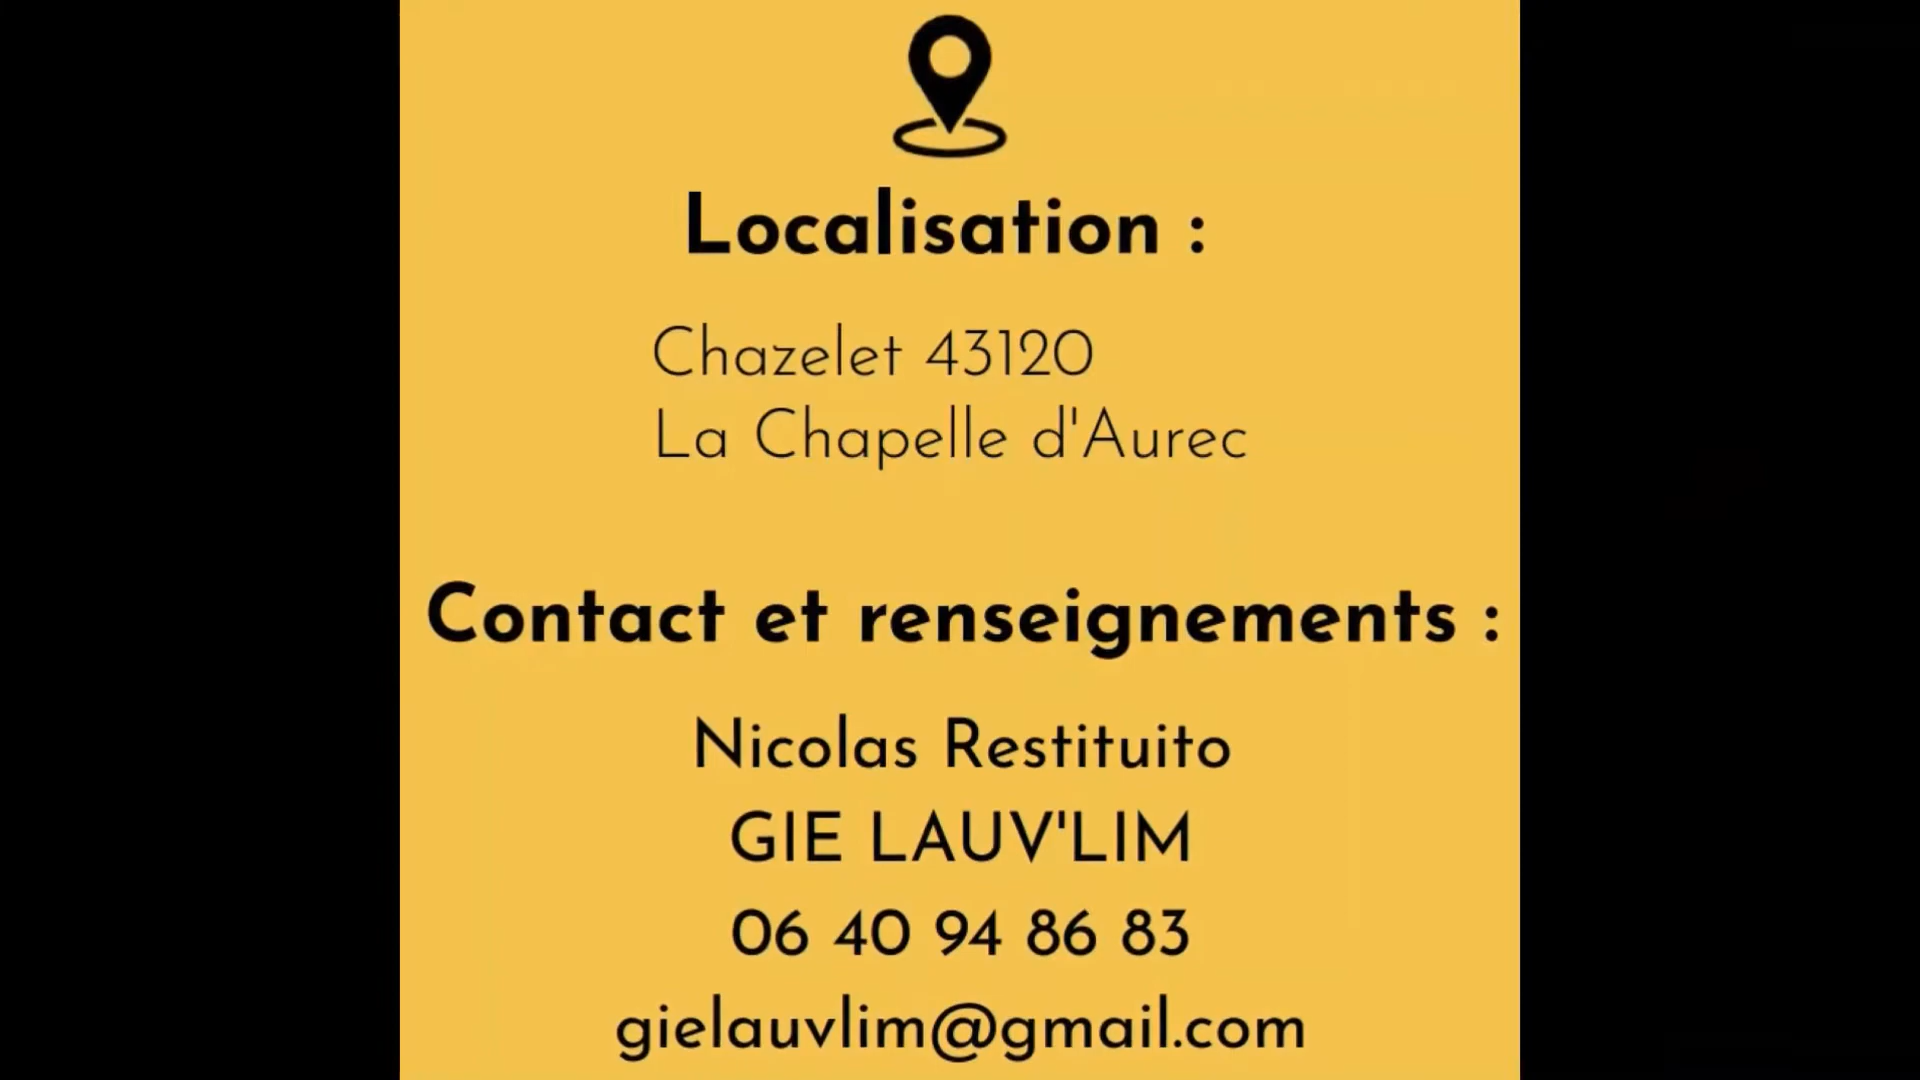 Localisation :
Chazelet 43120
La Chapelle d'Aurec
Contact et renseignements :
Nicolas Restituito
GIE LAUV'LIM
06 40 94 86 83
gielauvlim@gmail.com